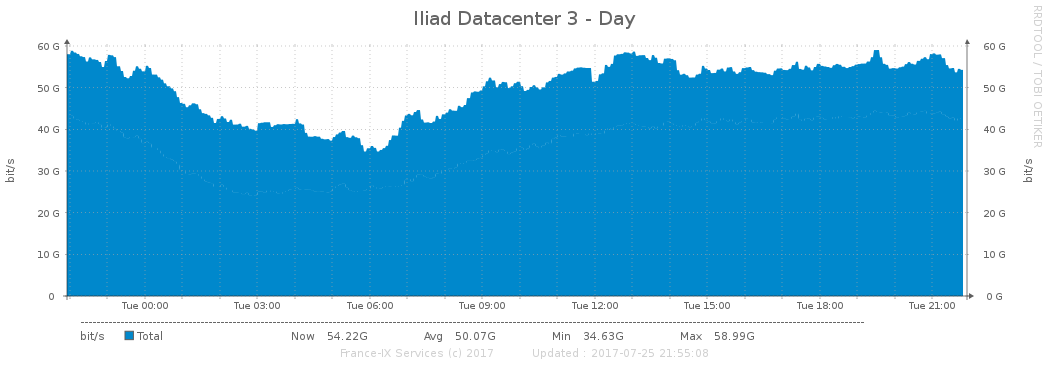 Iliad Datacenter 3 - Day
RRDTOOL / TOBI OETIKER
bit/s
bit/s
60 G 60 G
50 G 50 G
40 G 40 G
30 G 30 G
20 G 20 G
10 G 10 G
0 0 G
Tue 00:00 Tue 03:00 Tue 06:00 Tue 09:00 Tue 12:00 Tue 15:00 Tue 18:00 Tue 21:00
bit/s Total Now 54.22G Avg 50.07G Min 34.63G Max 58.99G
France-IX Services (c) 2017 Updated : 2017-07-25 21:55:08